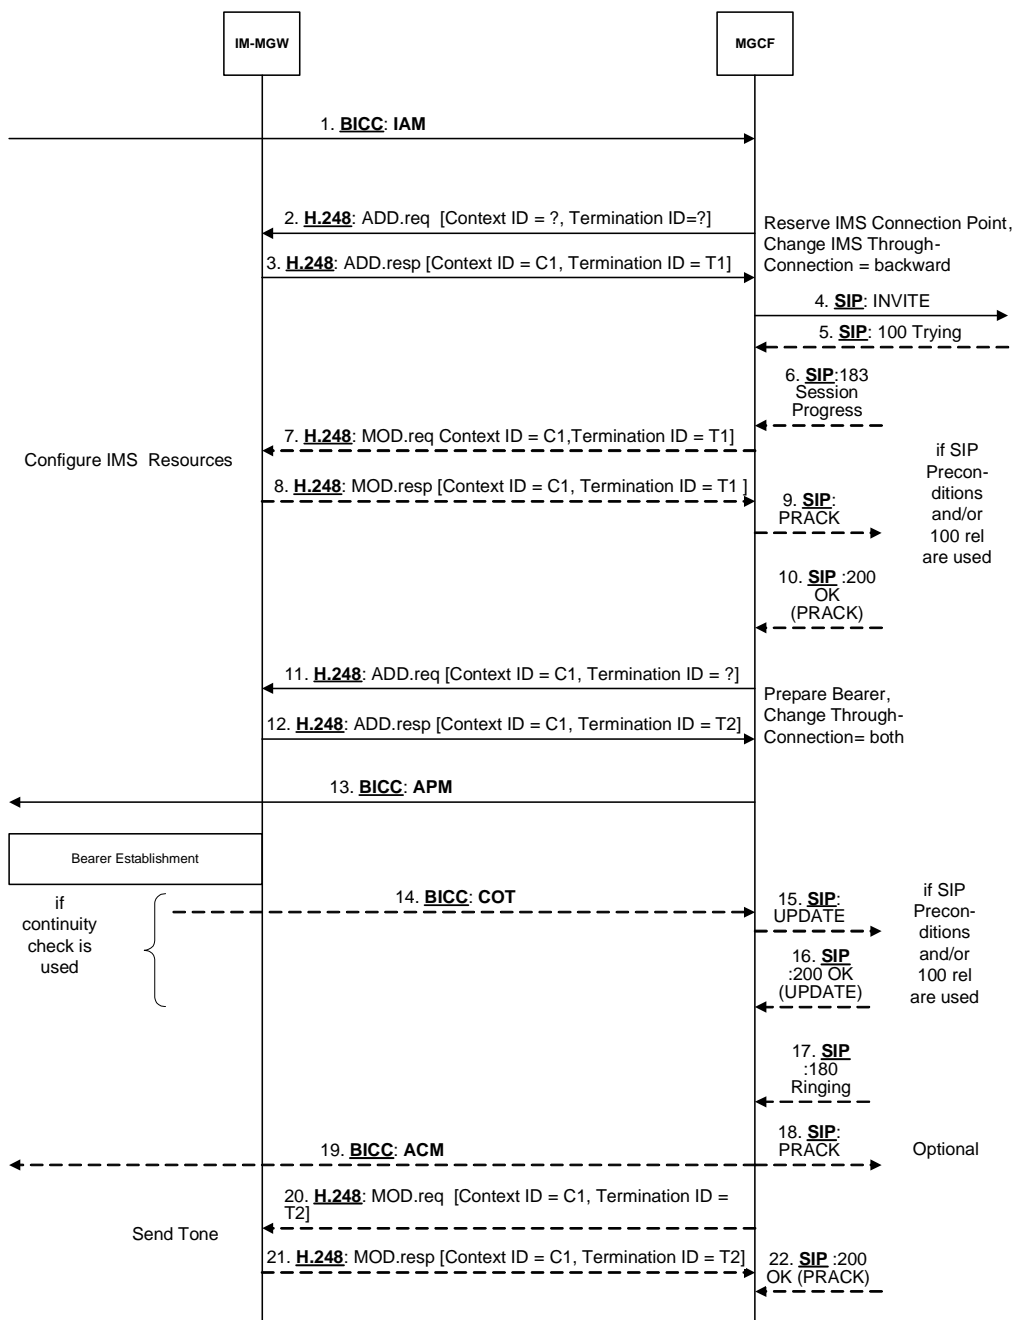 IM-MGW
MGCF
1. BICC: IAM
2. H.248: ADD.req [Context ID = ?, Termination ID=?]
Reserve IMS Connection Point,
Change IMS Through-
Connection = backward
3. H.248: ADD.resp [Context ID = C1, Termination ID = T1]
4. SIP: INVITE
5. SIP: 100 Trying
6. SIP:183
Session
Progress
7. H.248: MOD.req Context ID = C1,Termination ID = T1]
Configure IMS Resources
8. H.248: MOD.resp [Context ID = C1, Termination ID = T1 ]
9. SIP:
PRACK
if SIP
Precon-
ditions
and/or
100 rel
are used
10. SIP :200
OK
(PRACK)
11. H.248: ADD.req [Context ID = C1, Termination ID = ?]
Prepare Bearer,
Change Through-
Connection= both
12. H.248: ADD.resp [Context ID = C1, Termination ID = T2]
13. BICC: APM
Bearer Establishment
if
continuity
check is
used
14. BICC: COT
15. SIP:
UPDATE
if SIP
Precon-
ditions
and/or
100 rel
are used
16. SIP
:200 OK
(UPDATE)
17. SIP
:180
Ringing
18. SIP:
PRACK
Optional
19. BICC: ACM
20. H.248: MOD.req [Context ID = C1, Termination ID =
T2]
Send Tone
21. H.248: MOD.resp [Context ID = C1, Termination ID = T2]
22. SIP :200
OK (PRACK)